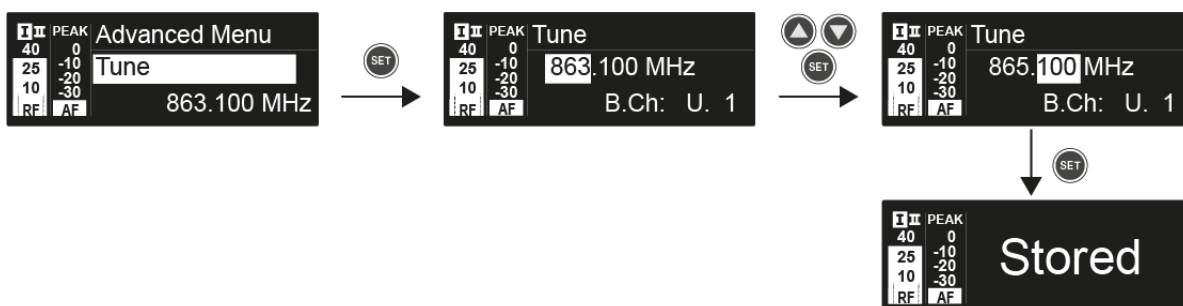 I II PEAK Advanced Menu
40 0
25 -10 Tune
-20
10 -30
RF AF 863.100 MHz
SET
I II PEAK Tune
40 0
25 -10 863.100 MHz
-20
10 -30 B.Ch: U. 1
RF AF
SET
I II PEAK Tune
40 0
25 -10 865.100 MHz
-20
10 -30 B.Ch: U. 1
RF AF
SET
I II PEAK
40 0
25 -10 Stored
-20
10 -30
RF AF